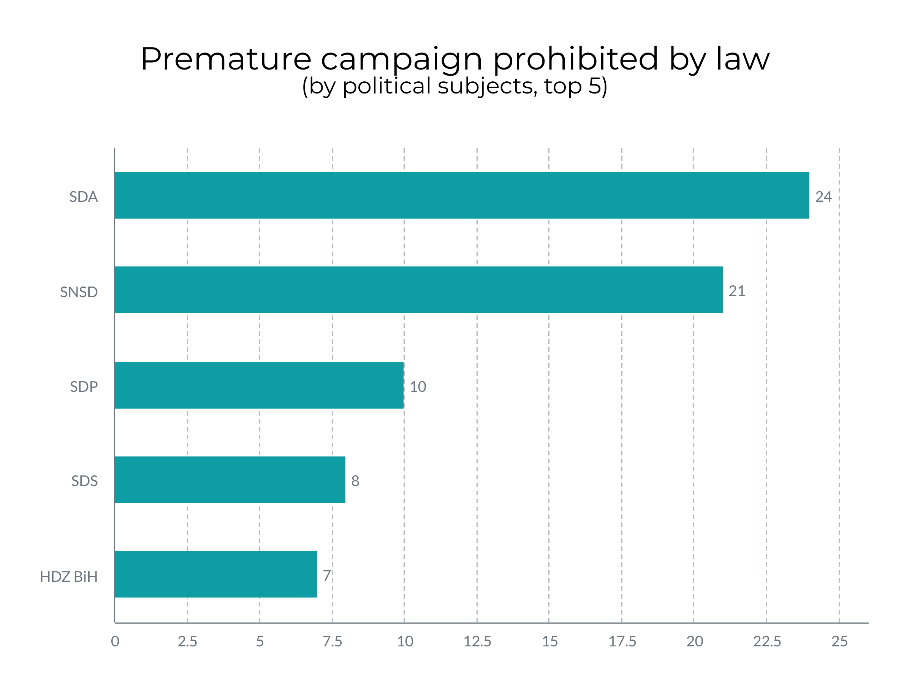 Premature campaign prohibited by law
(by political subjects, top 5)
SDA 24
SNSD 21
SDP 10
SDS 8
HDZ BiH 7
0 2.5 5 7.5 10 12.5 15 17.5 20 22.5 25